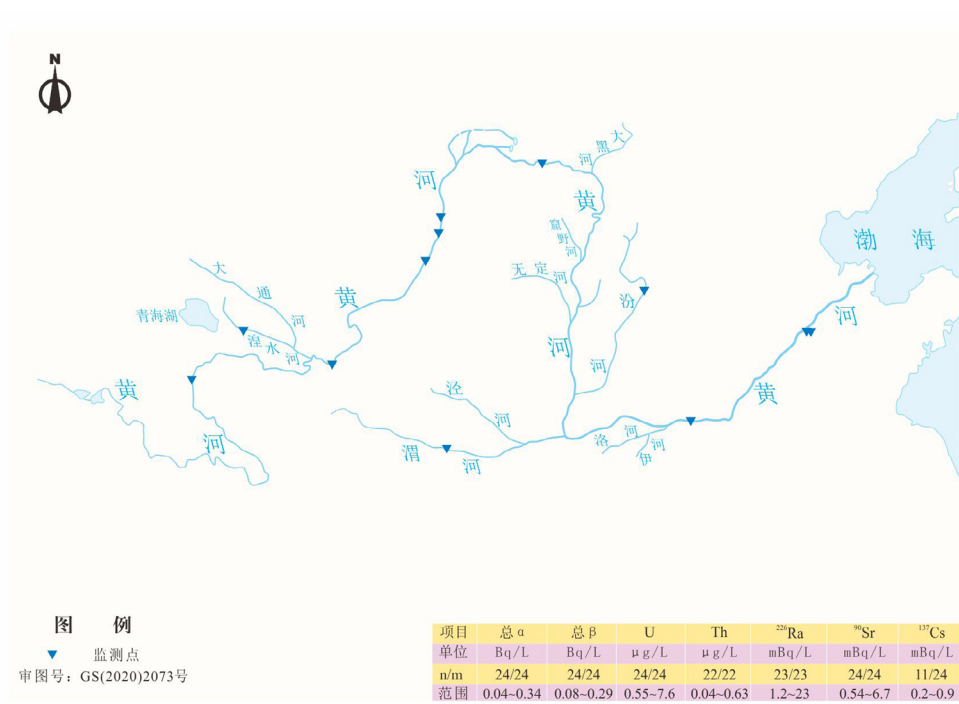 N
大
黑
河
河
黄
窟
野
河
渤 海
大
通
河
无 定 河
黄
汾
青海湖
湟 水 河
河
河
河
黄
泾
河
黄
河
渭
河
洛 河
伊 河
图 例
监测点
审图号：GS(2020)2073号
项目 总α 总β U Th ²²⁶Ra ⁹⁰Sr ¹³⁷Cs
单位 Bq/L Bq/L μg/L μg/L mBq/L mBq/L mBq/L
n/m 24/24 24/24 24/24 22/22 23/23 24/24 11/24
范围 0.04~0.34 0.08~0.29 0.55~7.6 0.04~0.63 1.2~23 0.54~6.7 0.2~0.9